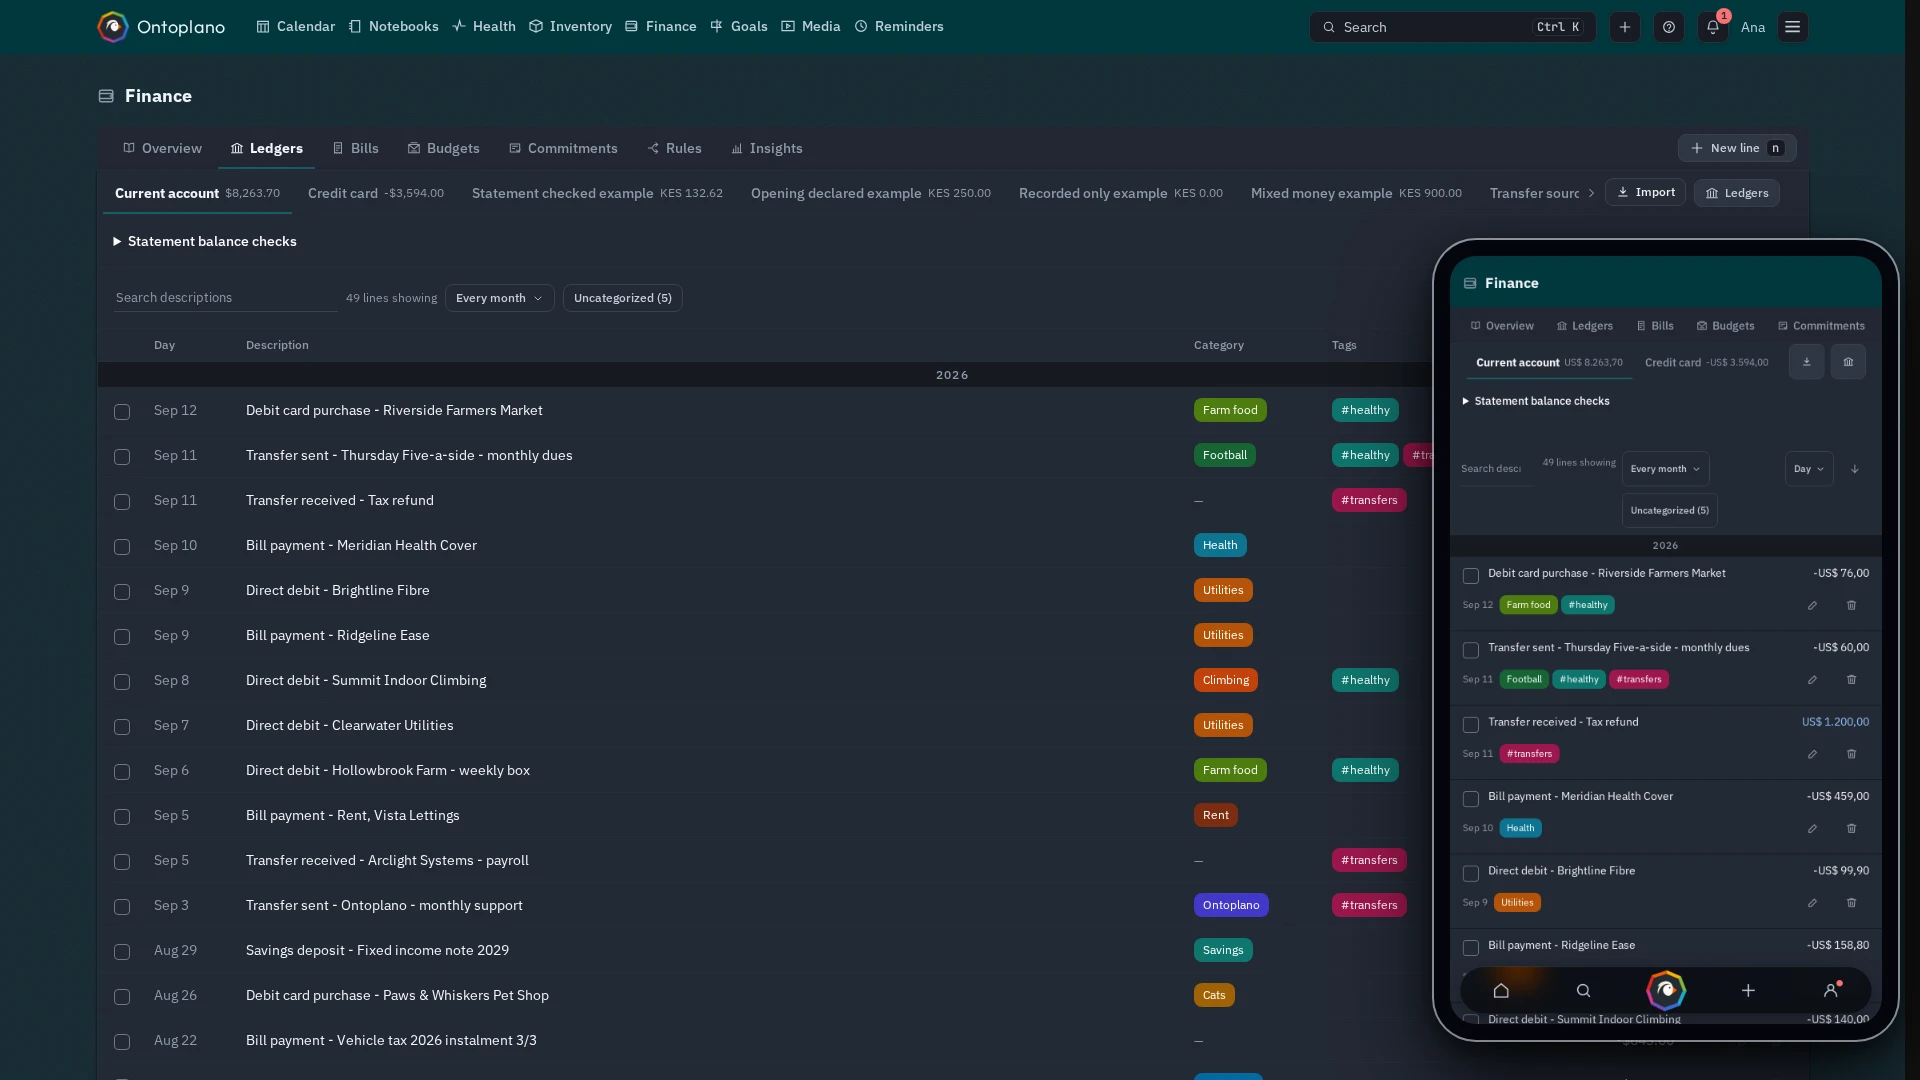 Ontoplano Calendar Notebooks Health Inventory Finance Goals Media Reminders Search Ctrl K 1 Ana
Finance
Overview Ledgers Bills Budgets Commitments Rules Insights New line n
Current account $8,263.70 Credit card -$3,594.00 Statement checked example KES 132.62 Opening declared example KES 250.00 Recorded only example KES 0.00 Mixed money example KES 900.00 Transfer sourc Import Ledgers
Statement balance checks
Search descriptions 49 lines showing Every month Uncategorized (5)
Day Description Category Tags
2026
Sep 12 Debit card purchase - Riverside Farmers Market Farm food #healthy
Sep 11 Transfer sent - Thursday Five-a-side - monthly dues Football #healthy #tra
Sep 11 Transfer received - Tax refund – #transfers
Sep 10 Bill payment - Meridian Health Cover Health
Sep 9 Direct debit - Brightline Fibre Utilities
Sep 9 Bill payment - Ridgeline Ease Utilities
Sep 8 Direct debit - Summit Indoor Climbing Climbing #healthy
Sep 7 Direct debit - Clearwater Utilities Utilities
Sep 6 Direct debit - Hollowbrook Farm - weekly box Farm food #healthy
Sep 5 Bill payment - Rent, Vista Lettings Rent
Sep 5 Transfer received - Arclight Systems - payroll – #transfers
Sep 3 Transfer sent - Ontoplano - monthly support Ontoplano #transfers
Aug 29 Savings deposit - Fixed income note 2029 Savings
Aug 26 Debit card purchase - Paws & Whiskers Pet Shop Cats
Aug 22 Bill payment - Vehicle tax 2026 instalment 3/3 –
Finance
Overview Ledgers Bills Budgets Commitments
Current account US$ 8.263,70 Credit card -US$ 3.594,00
Statement balance checks
Search descri 49 lines showing Every month Day
Uncategorized (5)
2026
Debit card purchase - Riverside Farmers Market -US$ 76,00
Sep 12 Farm food #healthy
Transfer sent - Thursday Five-a-side - monthly dues -US$ 60,00
Sep 11 Football #healthy #transfers
Transfer received - Tax refund US$ 1.200,00
Sep 11 #transfers
Bill payment - Meridian Health Cover -US$ 459,00
Sep 10 Health
Direct debit - Brightline Fibre -US$ 99,90
Sep 9 Utilities
Bill payment - Ridgeline Ease -US$ 158,80
Direct debit - Summit Indoor Climbing -US$ 140,00